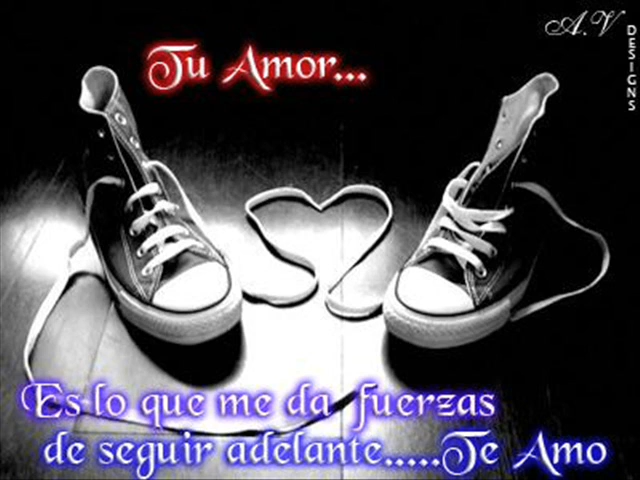 A.V
DESIGNS
Tu Amor...
Es lo que me da fuerzas
de seguir adelante.....Te Amo